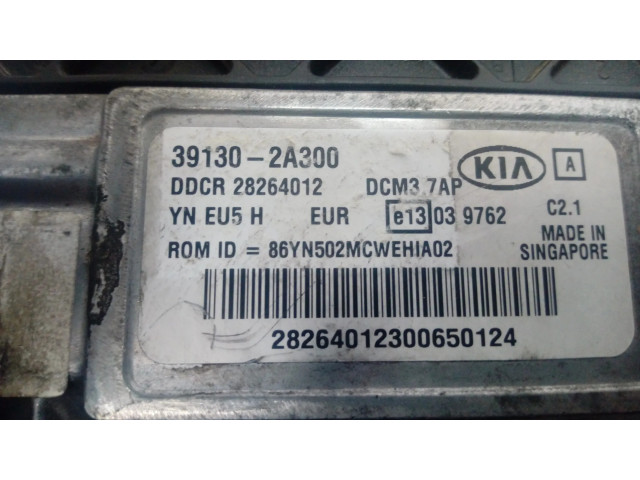 39130-2A300 KIA A
DDCR 28264012 DCM3.7AP
YN EU5 H EUR e13 03 9762 C2.1
ROM ID = 86YN502MCWEHIA02 MADE IN
SINGAPORE
28264012300650124